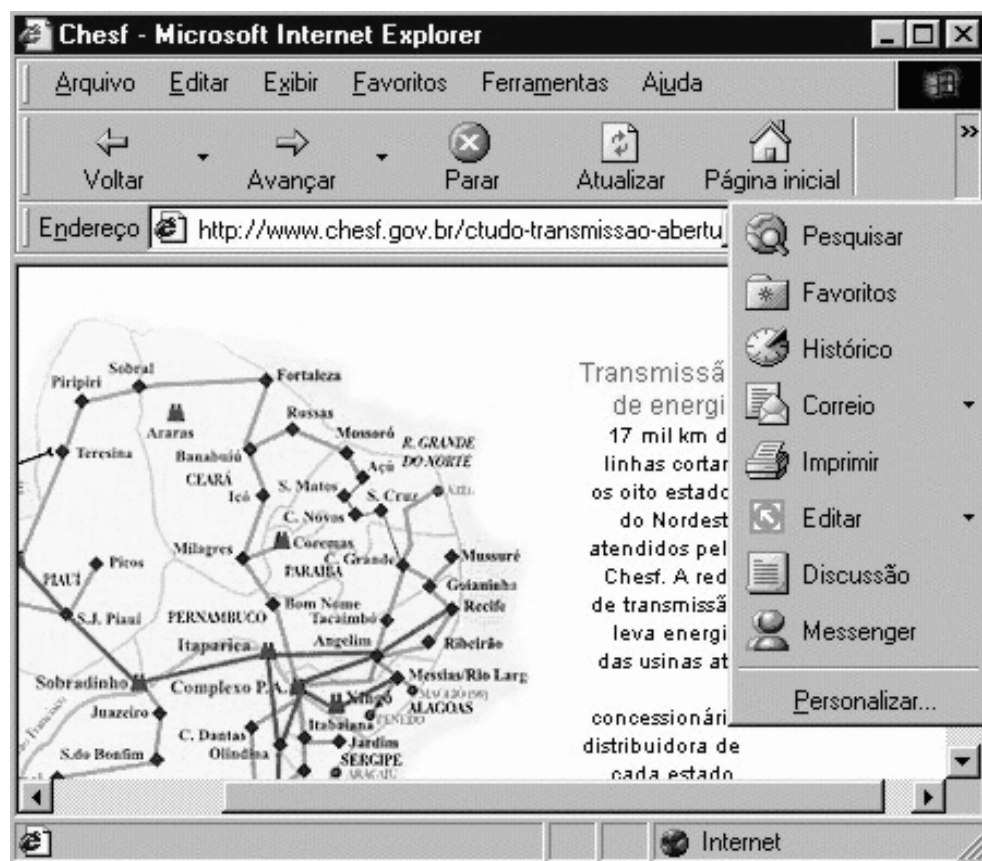 Chesf - Microsoft Internet Explorer
Arquivo Editar Exibir Favoritos Ferramentas Ajuda
Voltar Avançar Parar Atualizar Página inicial »
Endereço http://www.chesf.gov.br/ctudo-transmissao-abertu
Pesquisar
Favoritos
Histórico
Correio
Imprimir
Editar
Discussão
Messenger
Personalizar...
Transmissã
de energi
17 mil km d
linhas cortar
os oito estado
do Nordest
atendidos pel
Chesf. A red
de transmissã
leva energi
das usinas at
concessionári
distribuidora de
cada estado
Sobral
Piripiri
Fortaleza
Araras
Russas
Teresina
Banabuiú
Mossoró
R. GRANDE
DO NORTE
CEARÁ
Açú
Icó
S. Matos
S. Cruz
C. Novos
Milagres
Coremas
C. Grande
Mussuré
PIAUÍ
Picos
PARAIBA
Goianinha
S.J. Piauí
PERNAMBUCO
Bom Nome
Tacaimbó
Recife
Itaparica
Angelim
Ribeirão
Sobradinho
Complexo P.A.
Xingó
Messias/Rio Larg
ALAGOAS
Juazeiro
PENEDO
Itabaiana
C. Dantas
Jardim
S.do Bonfim
Olindina
SERGIPE
ARACAJÚ
Internet